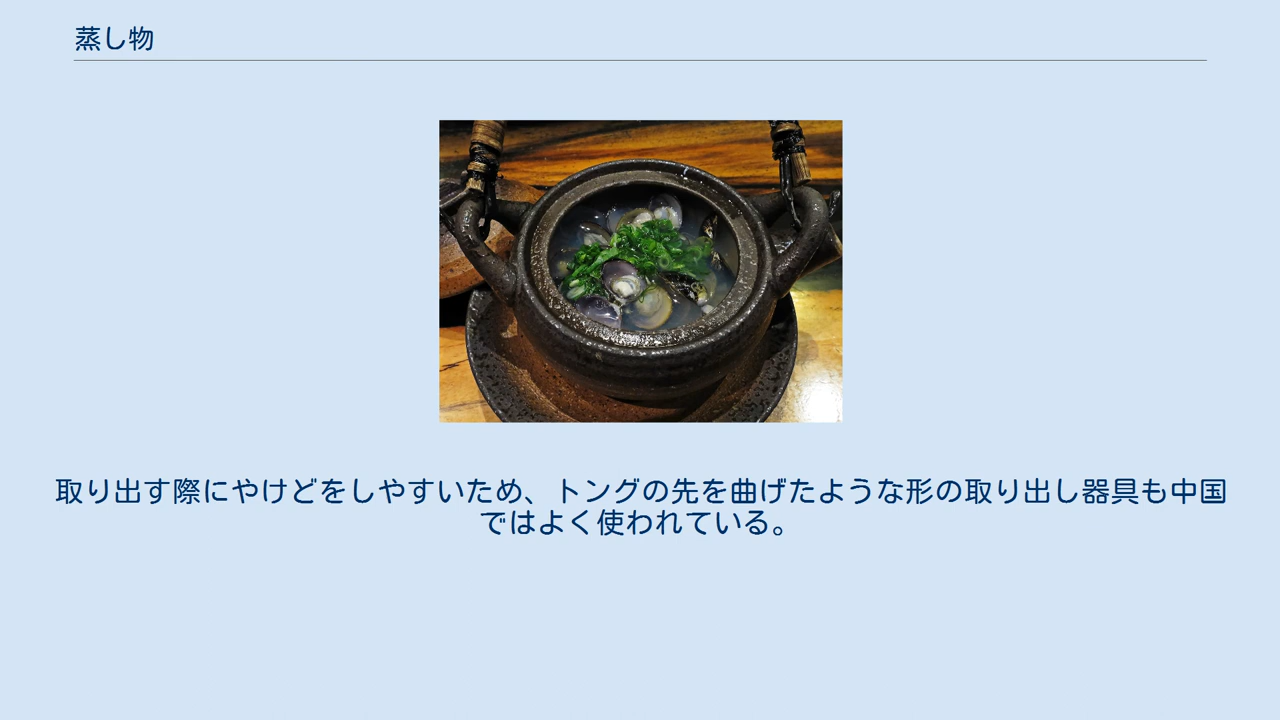 蒸し物
取り出す際にやけどをしやすいため、トングの先を曲げたような形の取り出し器具も中国
ではよく使われている。